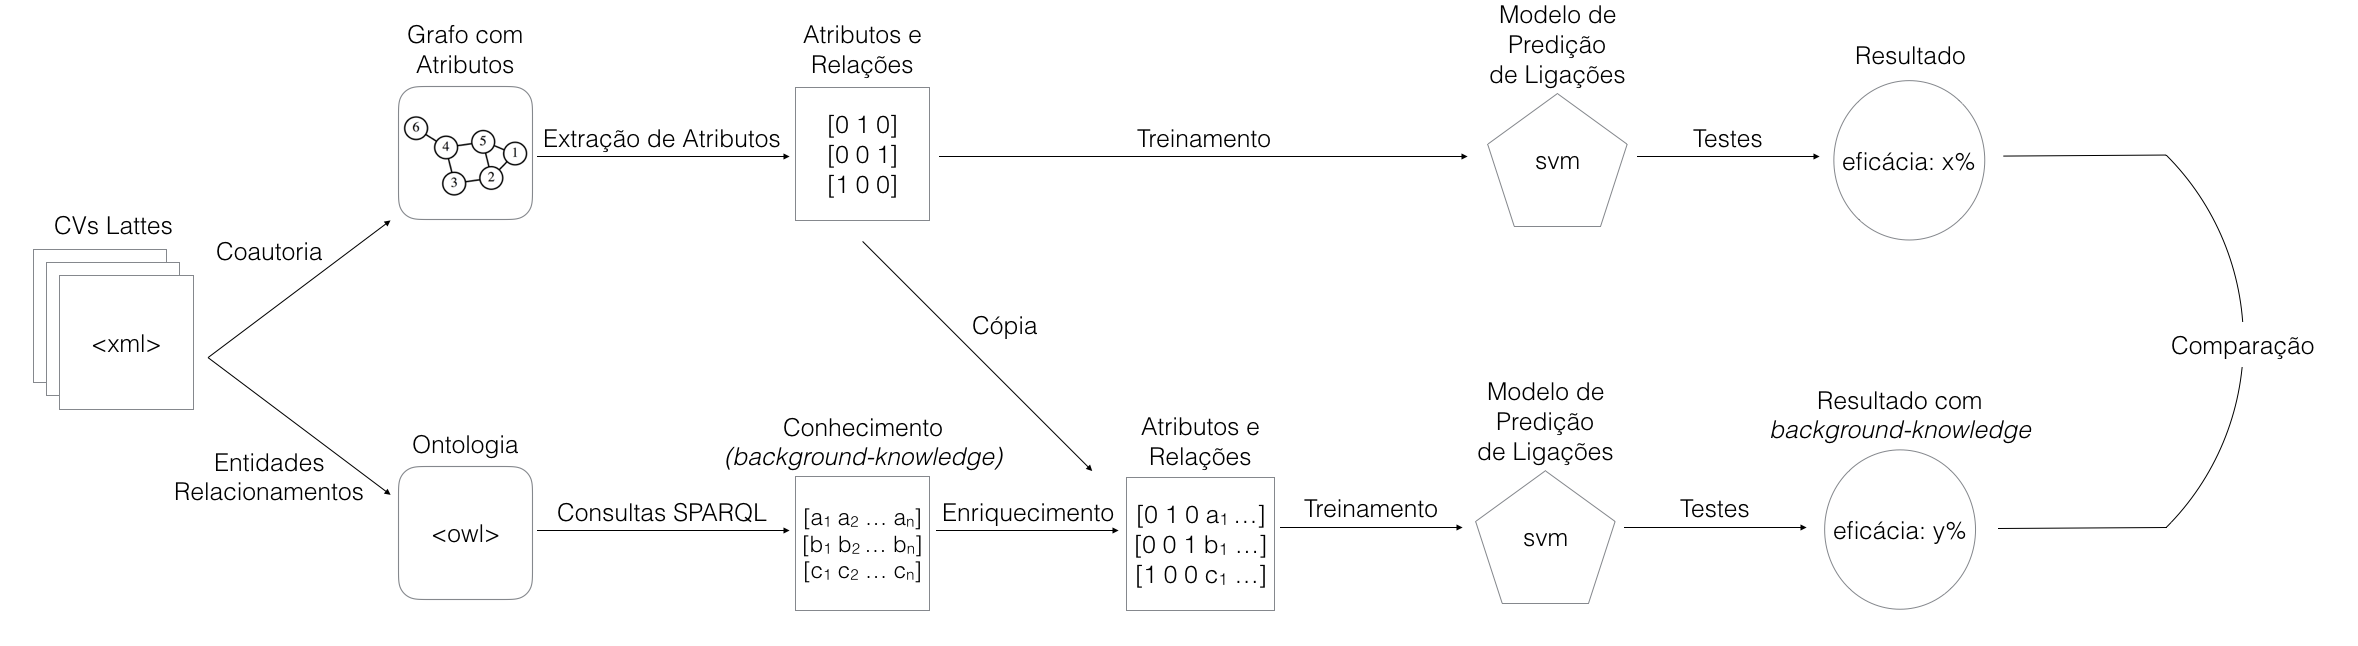 CVs Lattes
<xml>
Coautoria
Entidades
Relacionamentos
Grafo com
Atributos
6
4
5
1
3
2
Extração de Atributos
Atributos e
Relações
[0 1 0]
[0 0 1]
[1 0 0]
Treinamento
Modelo de
Predição
de Ligações
svm
Testes
Resultado
eficácia: x%
Cópia
Comparação
Ontologia
<owl>
Consultas SPARQL
Conhecimento
(background-knowledge)
[a₁ a₂ … aₙ]
[b₁ b₂ … bₙ]
[c₁ c₂ … cₙ]
Enriquecimento
Atributos e
Relações
[0 1 0 a₁ …]
[0 0 1 b₁ …]
[1 0 0 c₁ …]
Treinamento
Modelo de
Predição
de Ligações
svm
Testes
Resultado com
background-knowledge
eficácia: y%